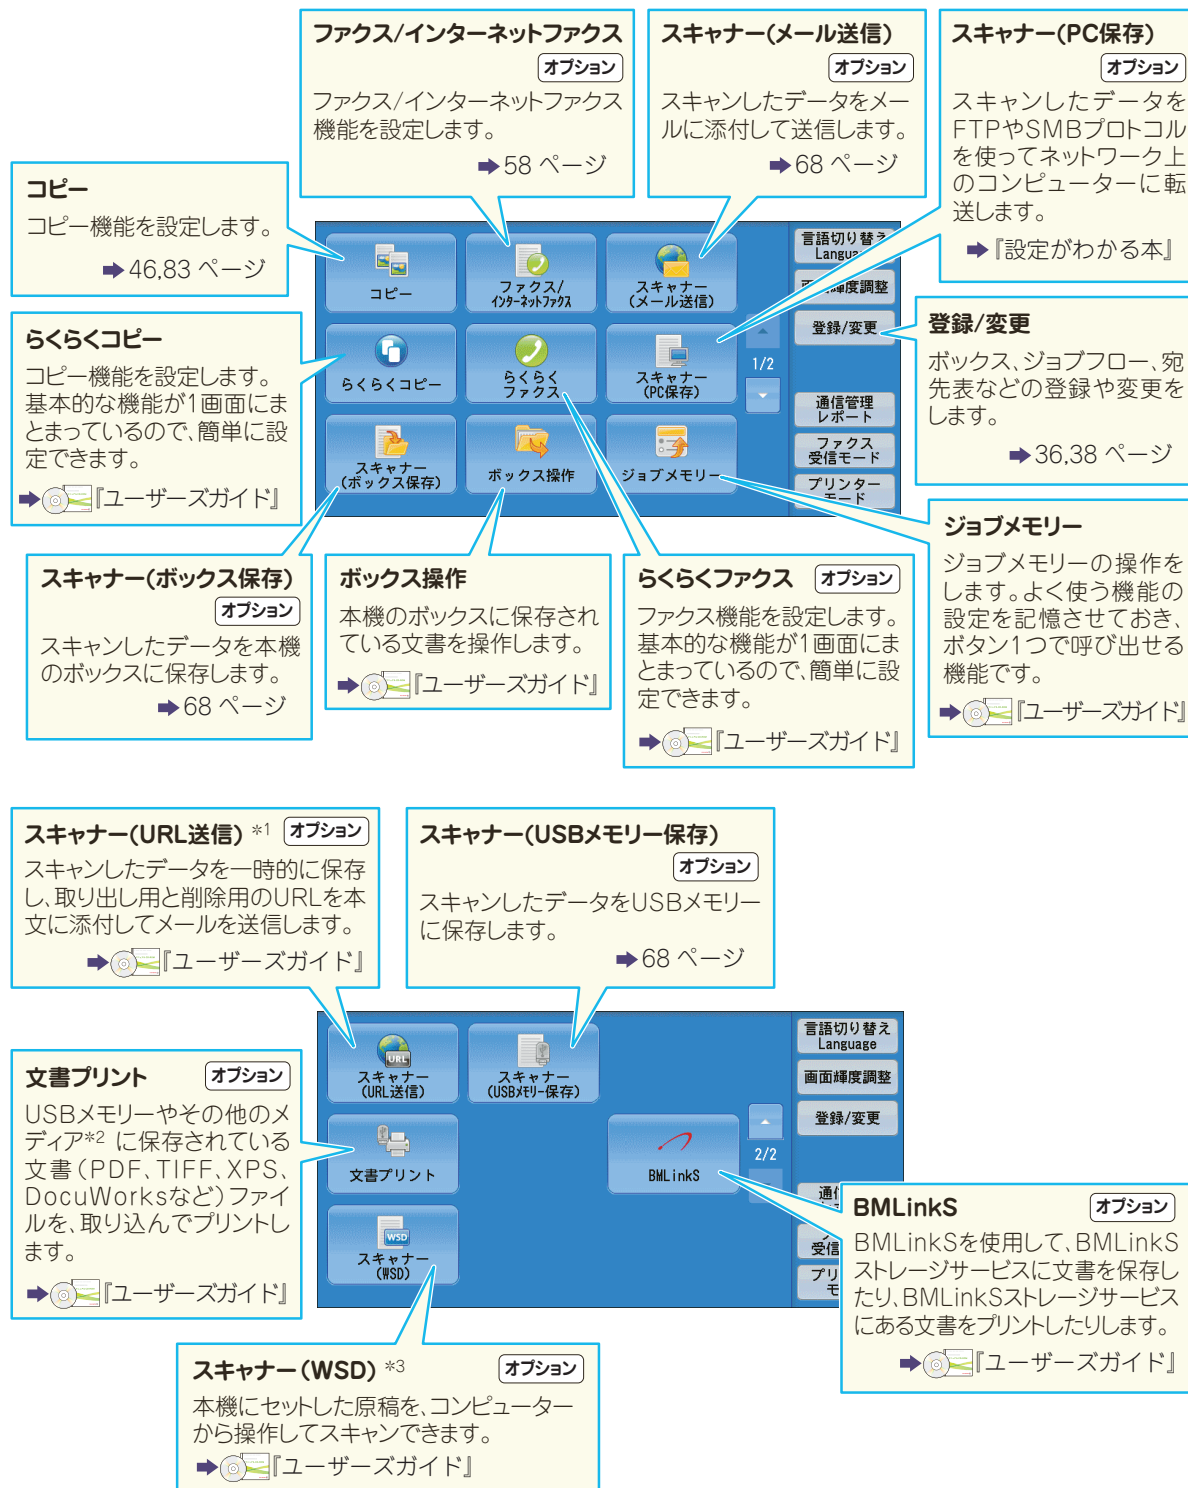 ファクス/インターネットファクス
オプション
ファクス/インターネットファクス
機能を設定します。
58 ページ
スキャナー(メール送信)
オプション
スキャンしたデータをメー
ルに添付して送信します。
68 ページ
スキャナー(PC保存)
オプション
スキャンしたデータを
FTPやSMBプロトコル
を使ってネットワーク上
のコンピューターに転
送します。
『設定がわかる本』
コピー
コピー機能を設定します。
46,83 ページ
らくらくコピー
コピー機能を設定します。
基本的な機能が1画面にま
とまっているので、簡単に設
定できます。
『ユーザーズガイド』
コピー
ファクス/
インターネットファクス
スキャナー
(メール送信)
らくらくコピー
らくらく
ファクス
スキャナー
(PC保存)
スキャナー
(ボックス保存)
ボックス操作
ジョブメモリー
1/2
言語切り替え
Language
画面輝度調整
登録/変更
通信管理
レポート
ファクス
受信モード
プリンター
モード
登録/変更
ボックス、ジョブフロー、宛
先表などの登録や変更を
します。
36,38 ページ
スキャナー(ボックス保存)
オプション
スキャンしたデータを本機
のボックスに保存します。
68 ページ
ボックス操作
本機のボックスに保存され
ている文書を操作します。
『ユーザーズガイド』
らくらくファクス オプション
ファクス機能を設定します。
基本的な機能が1画面にま
とまっているので、簡単に設
定できます。
『ユーザーズガイド』
ジョブメモリー
ジョブメモリーの操作を
します。よく使う機能の
設定を記憶させておき、
ボタン1つで呼び出せる
機能です。
『ユーザーズガイド』
スキャナー(URL送信) *1 オプション
スキャンしたデータを一時的に保存
し、取り出し用と削除用のURLを本
文に添付してメールを送信します。
『ユーザーズガイド』
スキャナー(USBメモリー保存)
オプション
スキャンしたデータをUSBメモリー
に保存します。
68 ページ
文書プリント オプション
USBメモリーやその他のメ
ディア*2 に保存されている
文書(PDF、TIFF、XPS、
DocuWorksなど)ファイ
ルを、取り込んでプリントし
ます。
『ユーザーズガイド』
URL
スキャナー
(URL送信)
スキャナー
(USBメモリー保存)
文書プリント
BMLinkS
WSD
スキャナー
(WSD)
2/2
言語切り替え
Language
画面輝度調整
登録/変更
通
受信
プリ
モ
BMLinkS オプション
BMLinkSを使用して、BMLinkS
ストレージサービスに文書を保存し
たり、BMLinkSストレージサービス
にある文書をプリントしたりします。
『ユーザーズガイド』
スキャナー(WSD) *3 オプション
本機にセットした原稿を、コンピューター
から操作してスキャンできます。
『ユーザーズガイド』